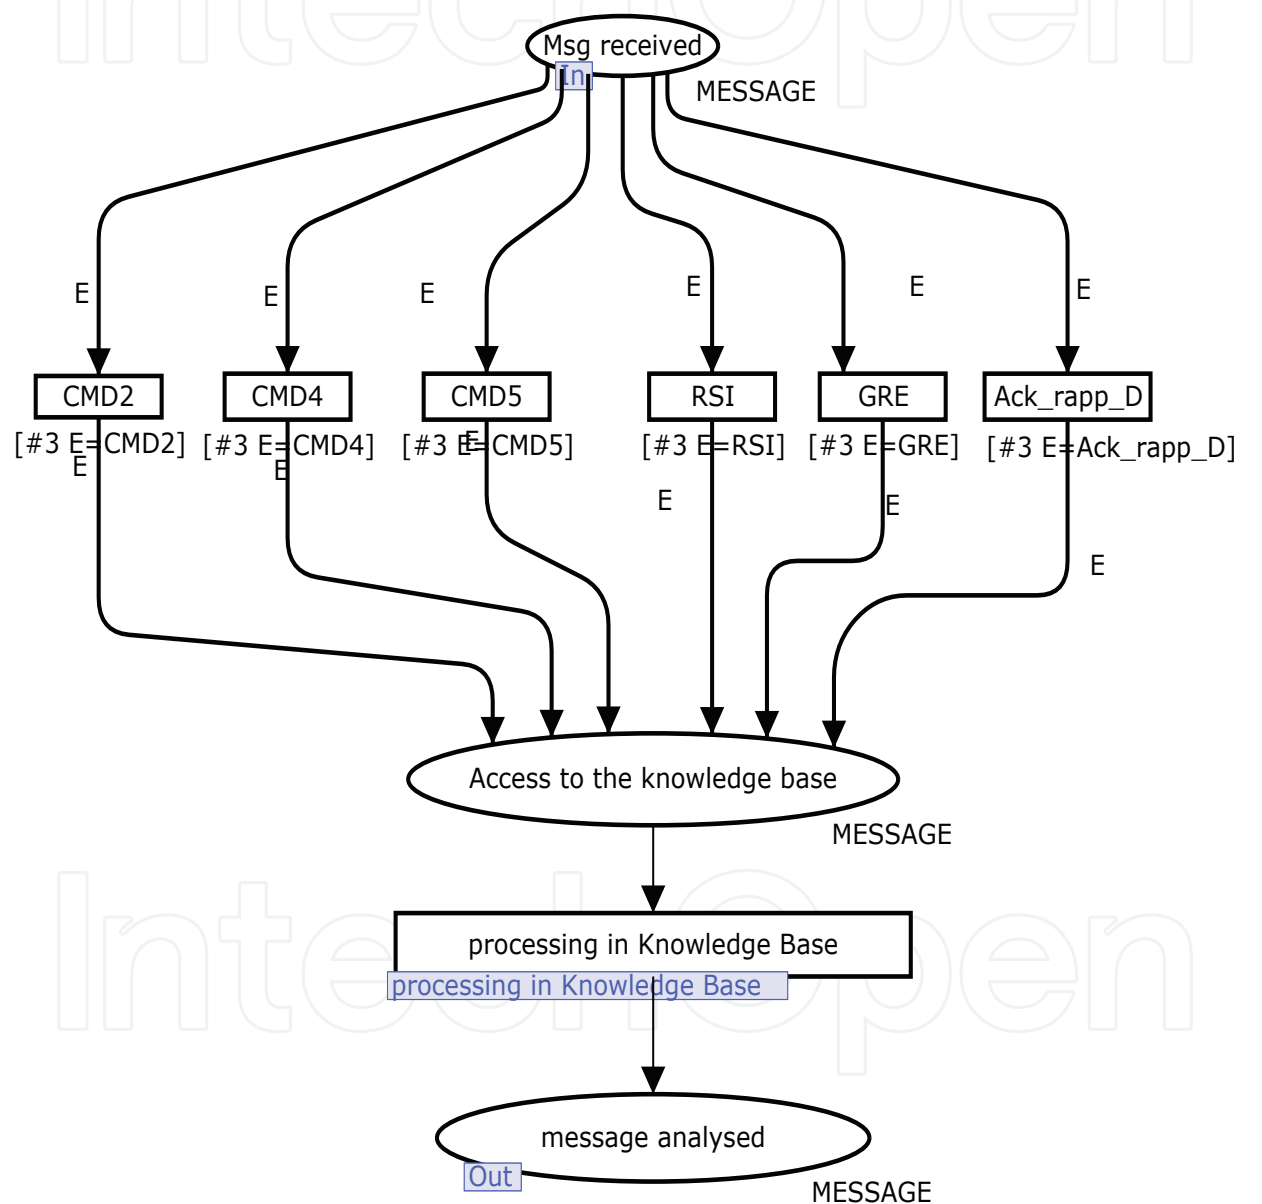 IntechOpen
Msg received
In
MESSAGE
E E E E E E
CMD2 CMD4 CMD5 RSI GRE Ack_rapp_D
[#3 E=CMD2] [#3 E=CMD4] [#3 E=CMD5] [#3 E=RSI] [#3 E=GRE] [#3 E=Ack_rapp_D]
E E E E E E
Access to the knowledge base
MESSAGE
IntechOpen
processing in Knowledge Base
processing in Knowledge Base
message analysed
Out
MESSAGE